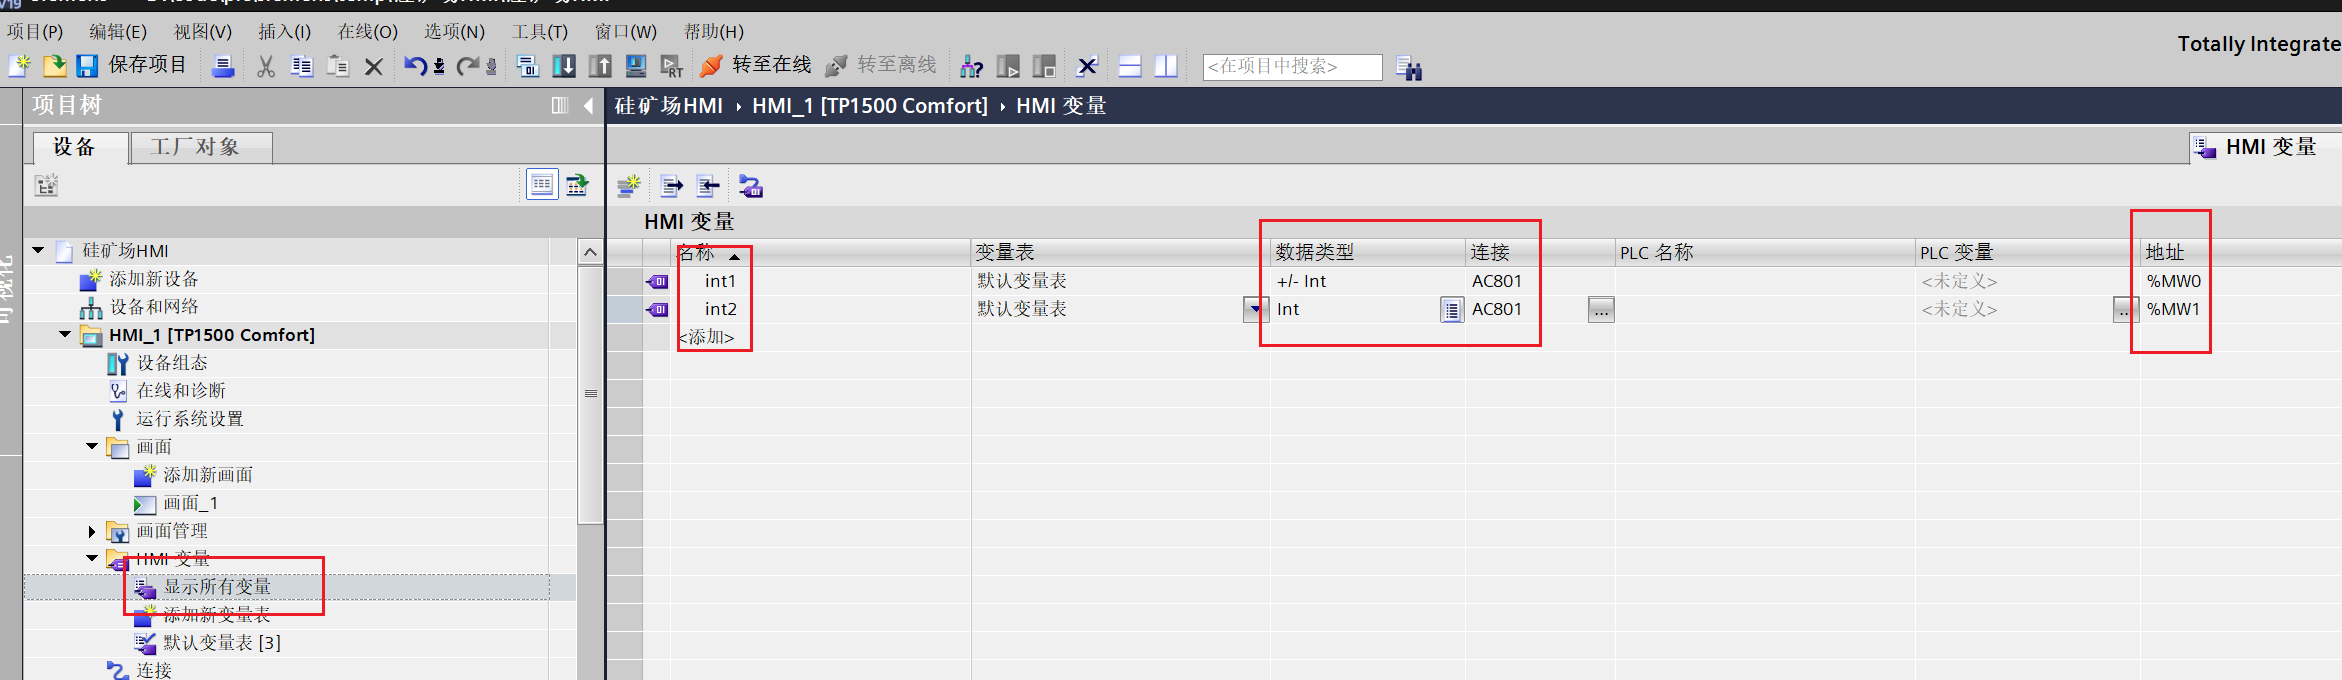 项目(P) 编辑(E) 视图(V) 插入(I) 在线(O) 选项(N) 工具(T) 窗口(W) 帮助(H)
Totally Integrate
保存项目 转至在线 转至离线 <在项目中搜索>
项目树
硅矿场HMI › HMI_1 [TP1500 Comfort] › HMI 变量
设备 工厂对象
HMI 变量
HMI 变量
名称 变量表 数据类型 连接 PLC 名称 PLC 变量 地址
int1 默认变量表 +/- Int AC801 <未定义> %MW0
int2 默认变量表 Int AC801 ... <未定义> ... %MW1
<添加>
硅矿场HMI
添加新设备
设备和网络
HMI_1 [TP1500 Comfort]
设备组态
在线和诊断
运行系统设置
画面
添加新画面
画面_1
画面管理
HMI 变量
显示所有变量
添加新变量表
默认变量表 [3]
连接